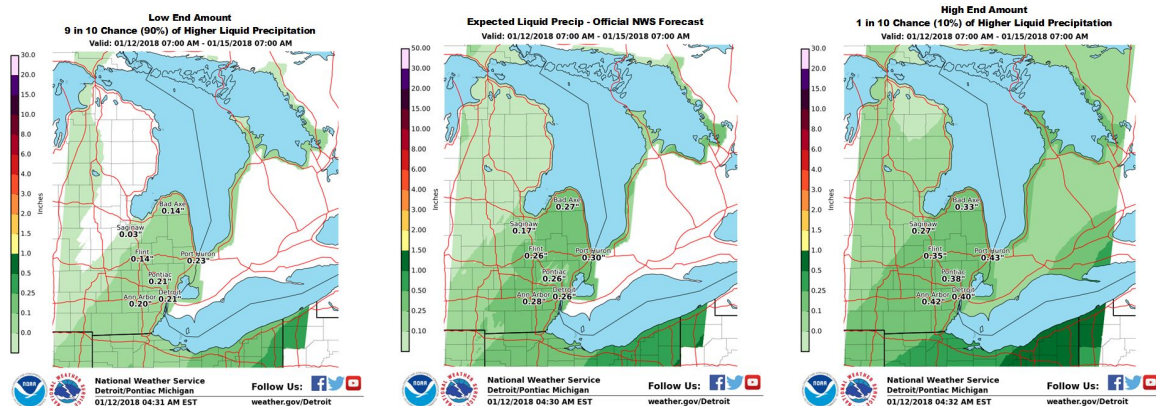 Low End Amount
9 in 10 Chance (90%) of Higher Liquid Precipitation
Valid: 01/12/2018 07:00 AM - 01/15/2018 07:00 AM
30.0
20.0
10.0
8.0
6.0
4.0
3.0
2.0
1.5
1.0
0.5
0.25
0.1
0.0
Inches
Bad Axe
0.14"
Saginaw
0.03"
Flint
0.14"
Port Huron
0.23"
Pontiac
0.21"
Detroit
0.21"
Ann Arbor
0.20"
NOAA
NATIONAL WEATHER SERVICE
National Weather Service
Detroit/Pontiac Michigan
01/12/2018 04:31 AM EST
Follow Us:
weather.gov/Detroit
Expected Liquid Precip - Official NWS Forecast
Valid: 01/12/2018 07:00 AM - 01/15/2018 07:00 AM
50.00
20.00
15.00
10.00
8.00
6.00
5.00
4.00
3.00
2.00
1.50
1.00
0.50
0.25
0.10
Inches
Bad Axe
0.27"
Saginaw
0.17"
Flint
0.26"
Port Huron
0.30"
Pontiac
0.26"
Detroit
0.26"
Ann Arbor
0.28"
NOAA
NATIONAL WEATHER SERVICE
National Weather Service
Detroit/Pontiac Michigan
01/12/2018 04:30 AM EST
Follow Us:
weather.gov/Detroit
High End Amount
1 in 10 Chance (10%) of Higher Liquid Precipitation
Valid: 01/12/2018 07:00 AM - 01/15/2018 07:00 AM
30.0
20.0
10.0
8.0
6.0
4.0
3.0
2.0
1.5
1.0
0.5
0.25
0.1
0.0
Inches
Bad Axe
0.33"
Saginaw
0.27"
Flint
0.35"
Port Huron
0.43"
Pontiac
0.38"
Detroit
0.40"
Ann Arbor
0.42"
NOAA
NATIONAL WEATHER SERVICE
National Weather Service
Detroit/Pontiac Michigan
01/12/2018 04:32 AM EST
Follow Us:
weather.gov/Detroit